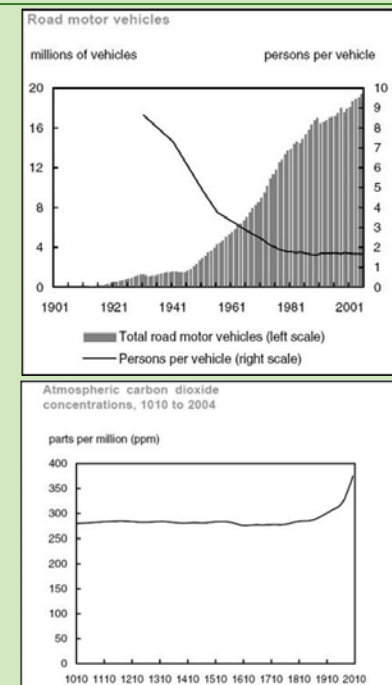 Road motor vehicles
millions of vehicles persons per vehicle
20 10
9
16 8
7
12 6
5
8 4
3
4 2
1
0 0
1901 1921 1941 1961 1981 2001
Total road motor vehicles (left scale)
Persons per vehicle (right scale)
Atmospheric carbon dioxide
concentrations, 1010 to 2004
parts per million (ppm)
400
350
300
250
200
150
100
50
0
1010 1110 1210 1310 1410 1510 1610 1710 1810 1910 2010